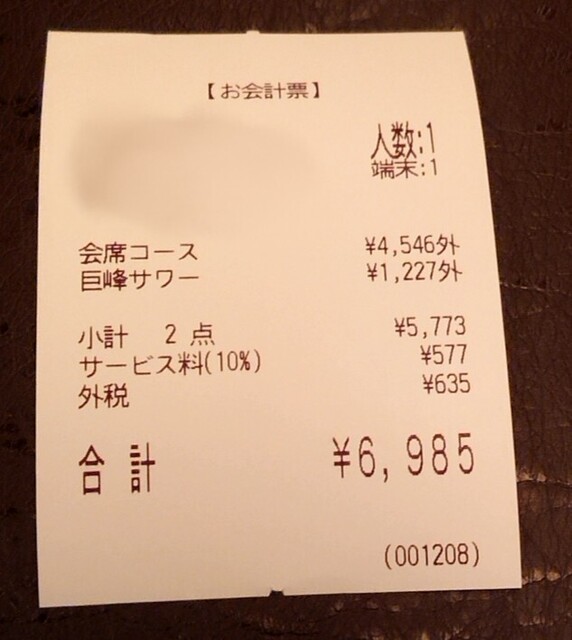 【お会計票】
人数:1
端末:1
会席コース ¥4,546外
巨峰サワー ¥1,227外
小計 2 点 ¥5,773
サービス料(10%) ¥577
外税 ¥635
合計 ¥6,985
(001208)